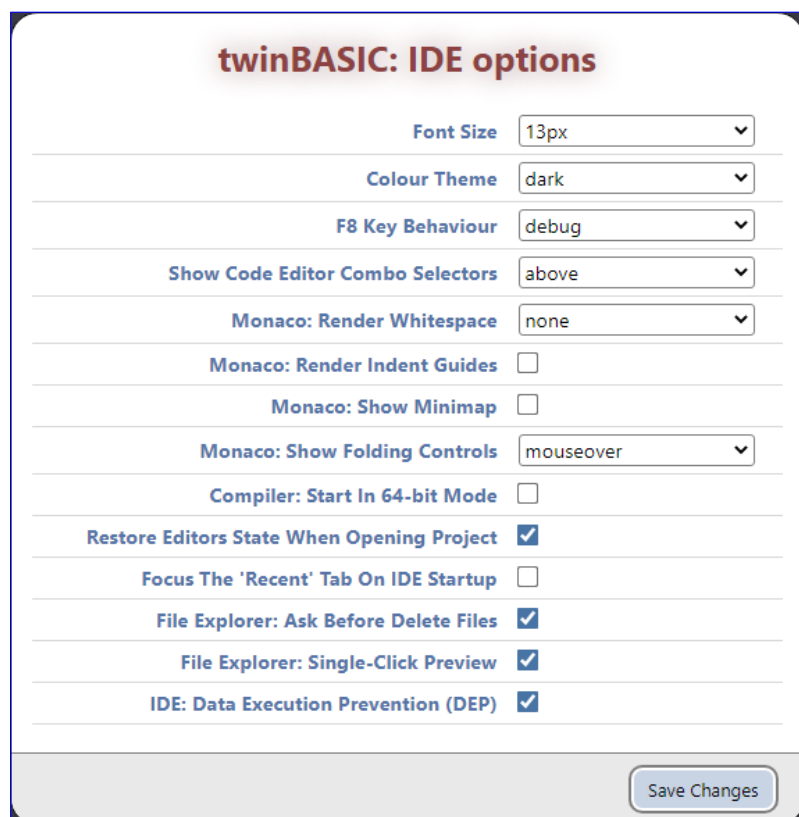 twinBASIC: IDE options
Font Size 13px
Colour Theme dark
F8 Key Behaviour debug
Show Code Editor Combo Selectors above
Monaco: Render Whitespace none
Monaco: Render Indent Guides
Monaco: Show Minimap
Monaco: Show Folding Controls mouseover
Compiler: Start In 64-bit Mode
Restore Editors State When Opening Project
Focus The 'Recent' Tab On IDE Startup
File Explorer: Ask Before Delete Files
File Explorer: Single-Click Preview
IDE: Data Execution Prevention (DEP)
Save Changes